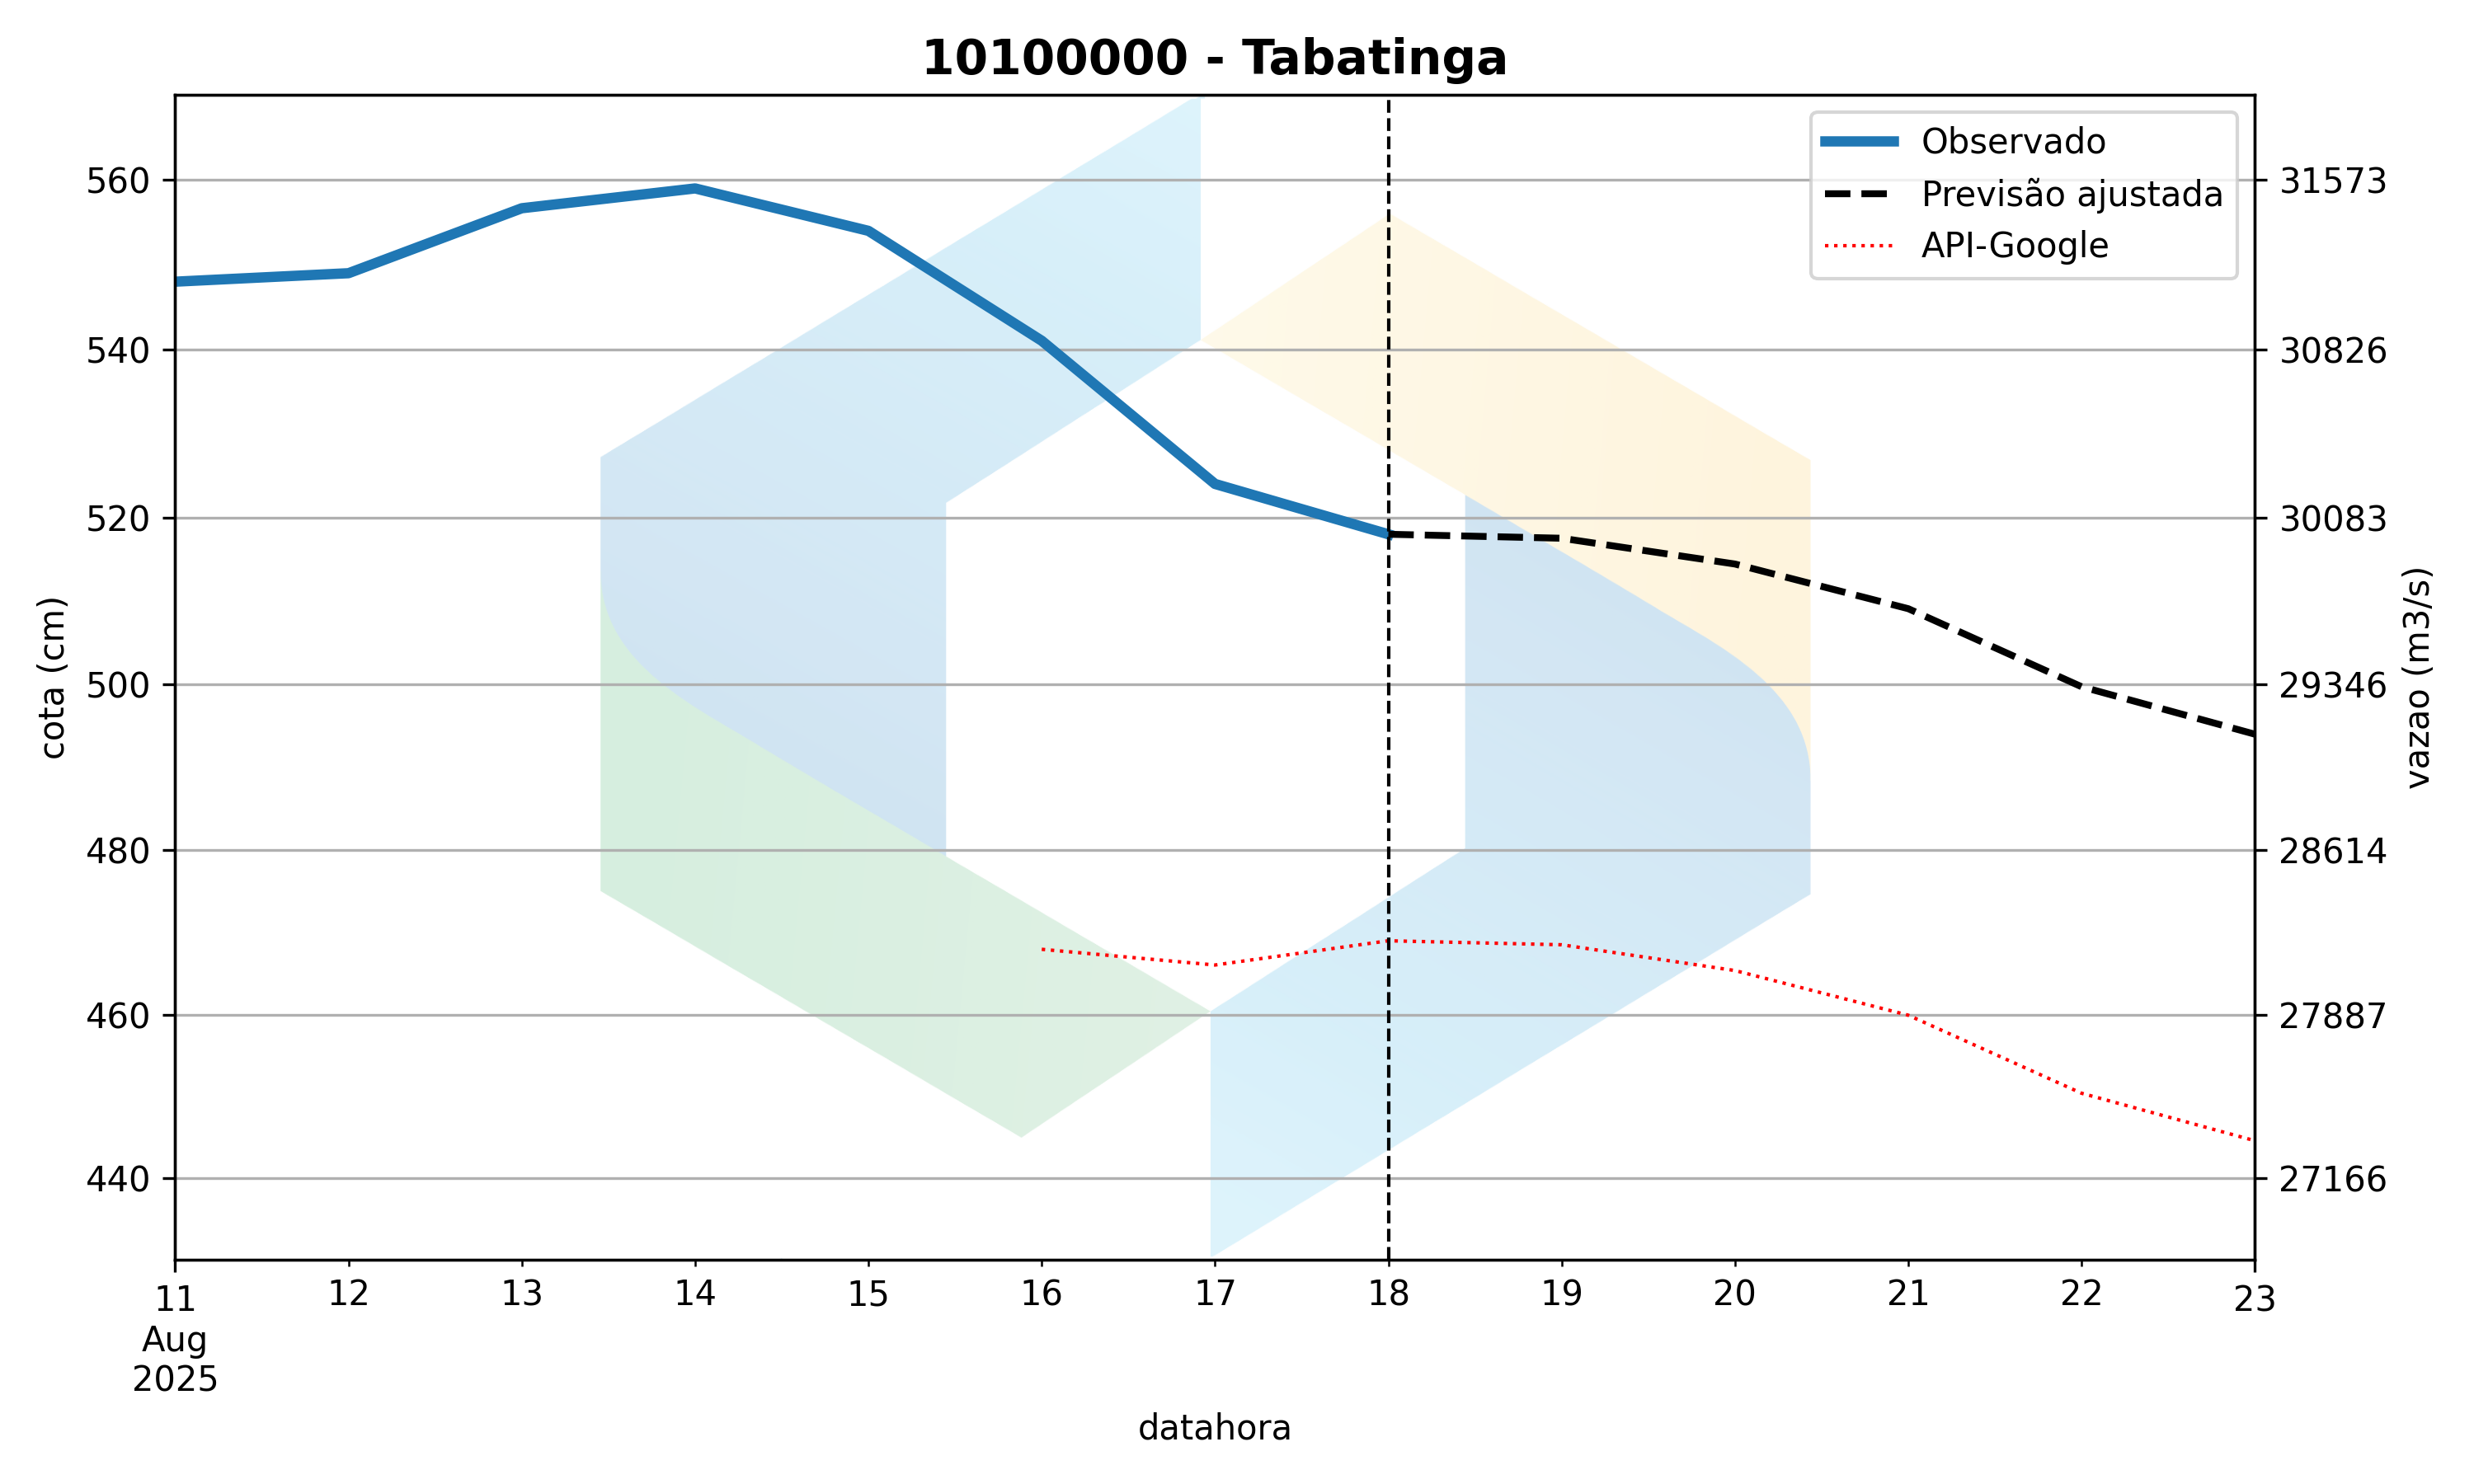 10100000 - Tabatinga
Observado
Previsão ajustada
API-Google
560
540
520
500
480
460
440
cota (cm)
31573
30826
30083
29346
28614
27887
27166
vazao (m3/s)
11 12 13 14 15 16 17 18 19 20 21 22 23
Aug
2025
datahora